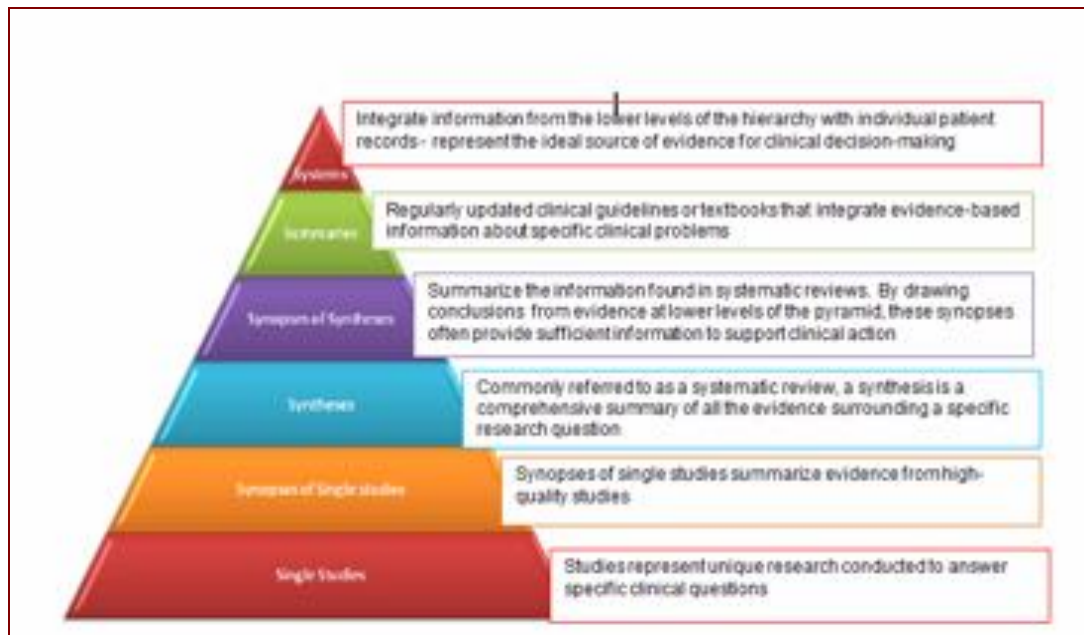 Integrate information from the lower levels of the hierarchy with individual patient
records - represent the ideal source of evidence for clinical decision-making
Systems
Regularly updated clinical guidelines or textbooks that integrate evidence-based
information about specific clinical problems
Summaries
Summarize the information found in systematic reviews. By drawing
conclusions from evidence at lower levels of the pyramid, these synopses
often provide sufficient information to support clinical action
Synopses of Syntheses
Commonly referred to as a systematic review, a synthesis is a
comprehensive summary of all the evidence surrounding a specific
research question
Syntheses
Synopses of single studies summarize evidence from high-
quality studies
Synopses of Single studies
Studies represent unique research conducted to answer
specific clinical questions
Single Studies